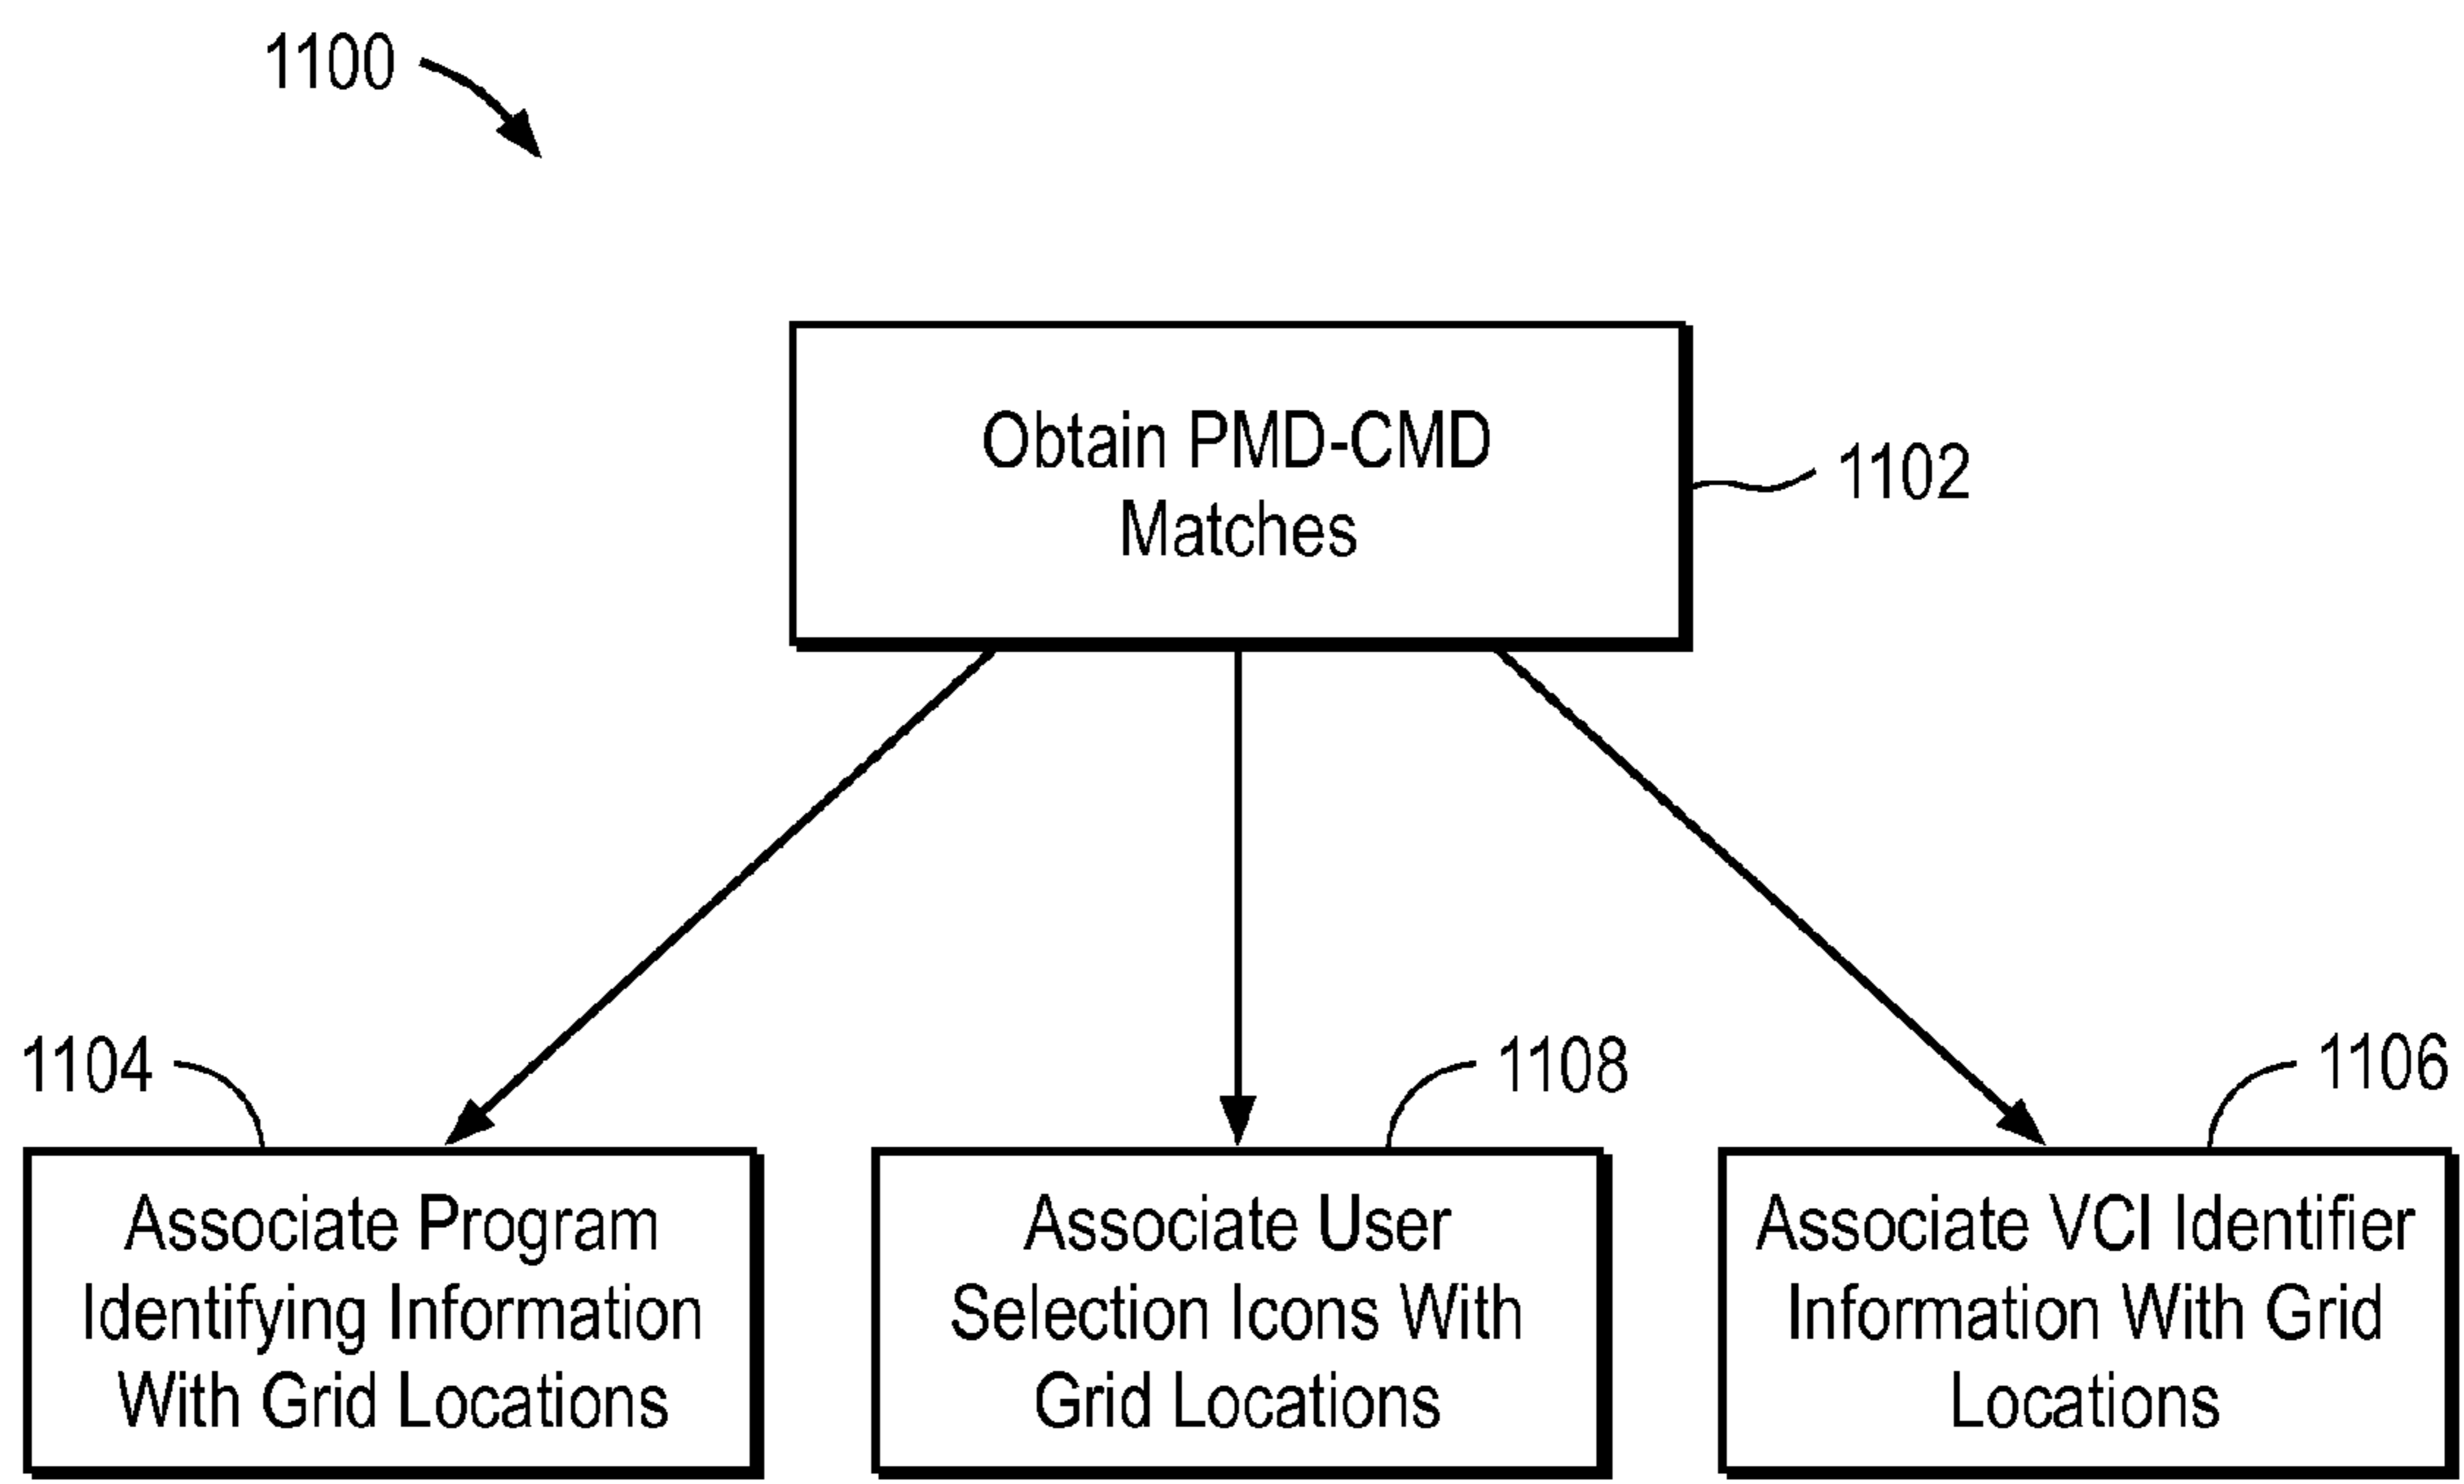 1100
Obtain PMD-CMD
Matches
1102
1104
Associate Program
Identifying Information
With Grid Locations
1108
Associate User
Selection Icons With
Grid Locations
1106
Associate VCI Identifier
Information With Grid
Locations